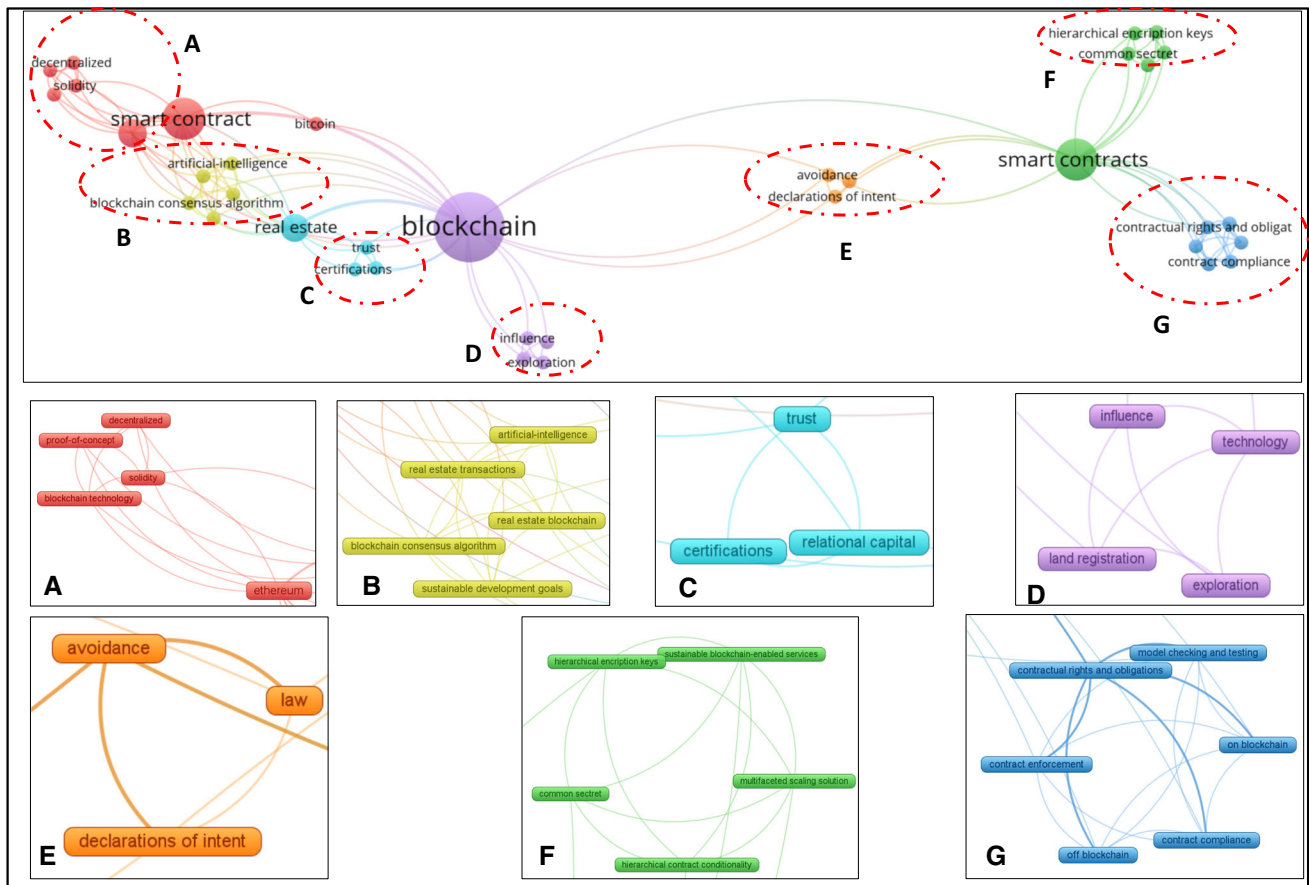 A
F
hierarchical encription keys
common sectret
decentralized
solidity
smart contract
bitcoin
artificial-intelligence
blockchain consensus algorithm
B
real estate
blockchain
trust
certifications
C
influence
exploration
D
avoidance
declarations of intent
E
smart contracts
contractual rights and obligat
contract compliance
G
decentralized
proof-of-concept
solidity
blockchain technology
ethereum
A
artificial-intelligence
real estate transactions
real estate blockchain
blockchain consensus algorithm
sustainable development goals
B
trust
certifications
relational capital
C
influence
technology
land registration
exploration
D
avoidance
law
declarations of intent
E
sustainable blockchain-enabled services
hierarchical encription keys
multifaceted scaling solution
common sectret
hierarchical contract conditionality
F
model checking and testing
contractual rights and obligations
on blockchain
contract enforcement
contract compliance
off blockchain
G